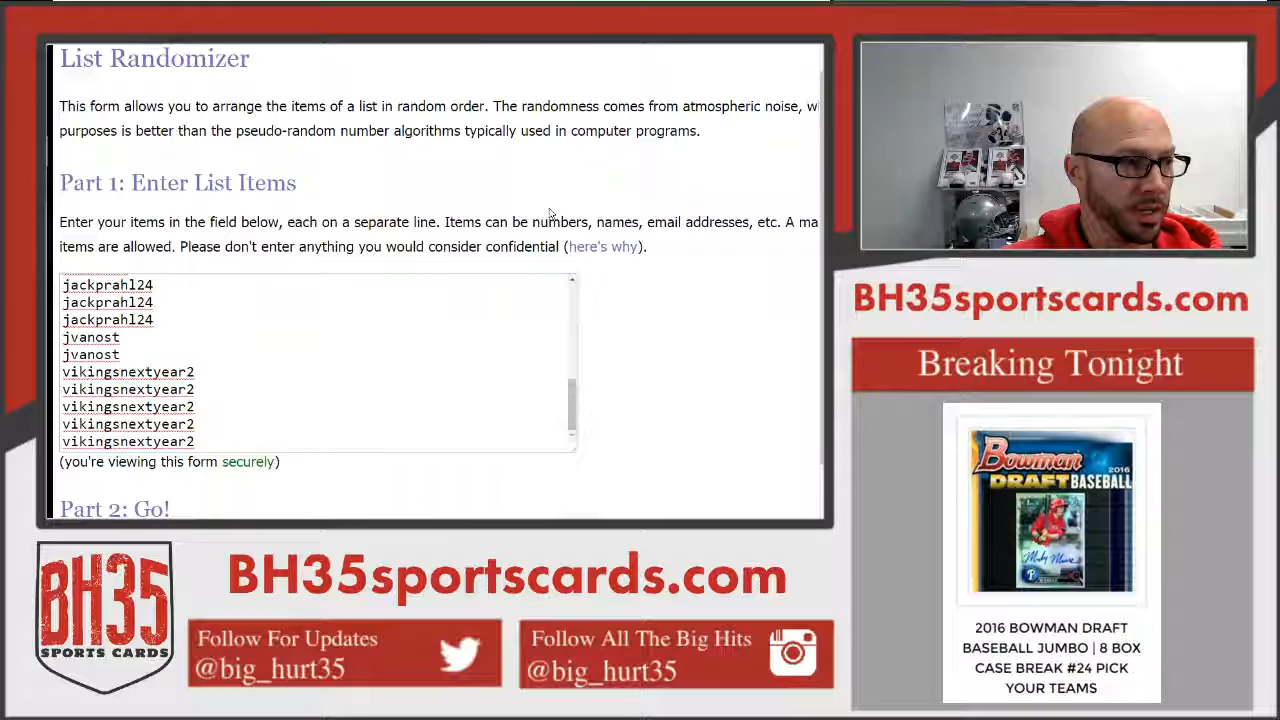 List Randomizer
This form allows you to arrange the items of a list in random order. The randomness comes from atmospheric noise, w
purposes is better than the pseudo-random number algorithms typically used in computer programs.
Part 1: Enter List Items
Enter your items in the field below, each on a separate line. Items can be numbers, names, email addresses, etc. A ma
items are allowed. Please don't enter anything you would consider confidential (here's why).
jackprahl24
jackprahl24
jackprahl24
jvanost
jvanost
vikingsnextyear2
vikingsnextyear2
vikingsnextyear2
vikingsnextyear2
vikingsnextyear2
(you're viewing this form securely)
Part 2: Go!
BH35sportscards.com
Breaking Tonight
Bowman
2016
DRAFT BASEBALL
2016 BOWMAN DRAFT
BASEBALL JUMBO | 8 BOX
CASE BREAK #24 PICK
YOUR TEAMS
BH35
SPORTS CARDS
BH35sportscards.com
Follow For Updates
@big_hurt35
Follow All The Big Hits
@big_hurt35